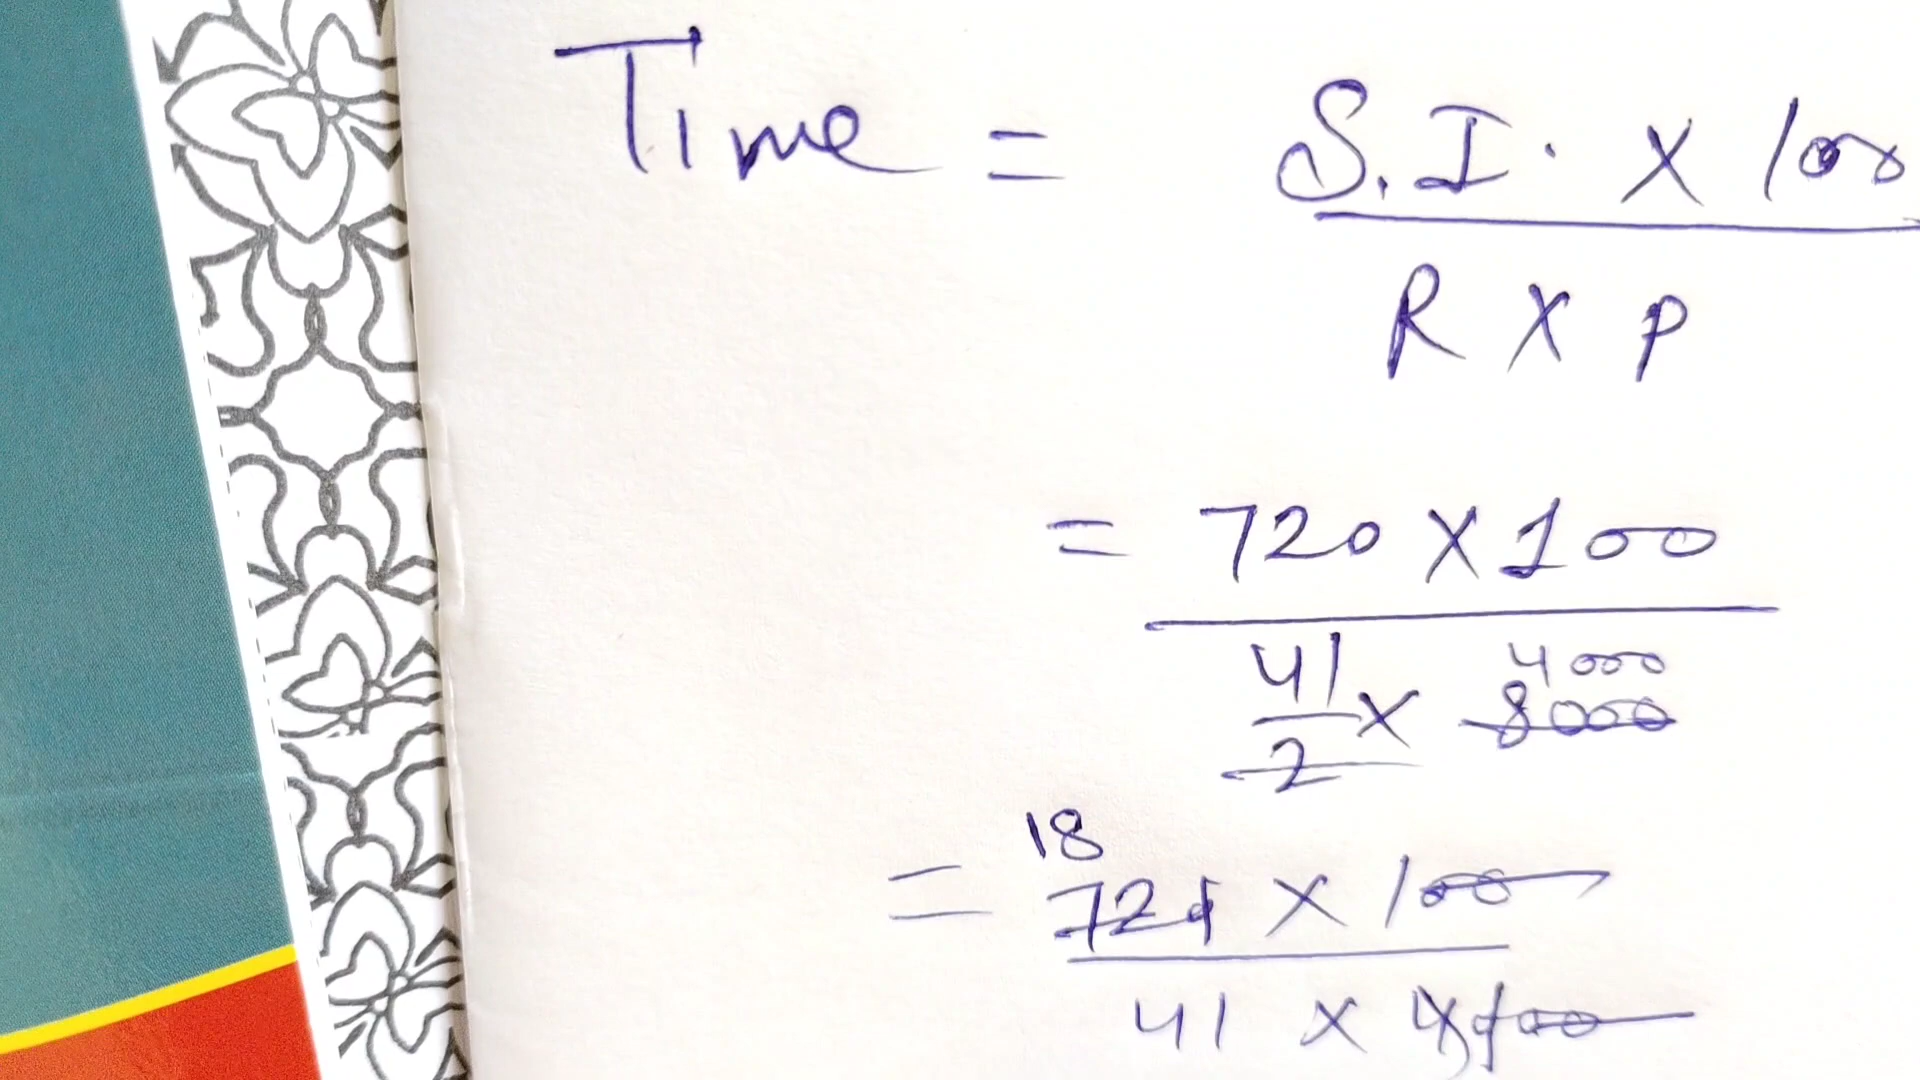 Time = S.I. X 100
R X P
= 720 X 100
41/2 X 8000
4000
18
= 720 X 100
41 X 4000